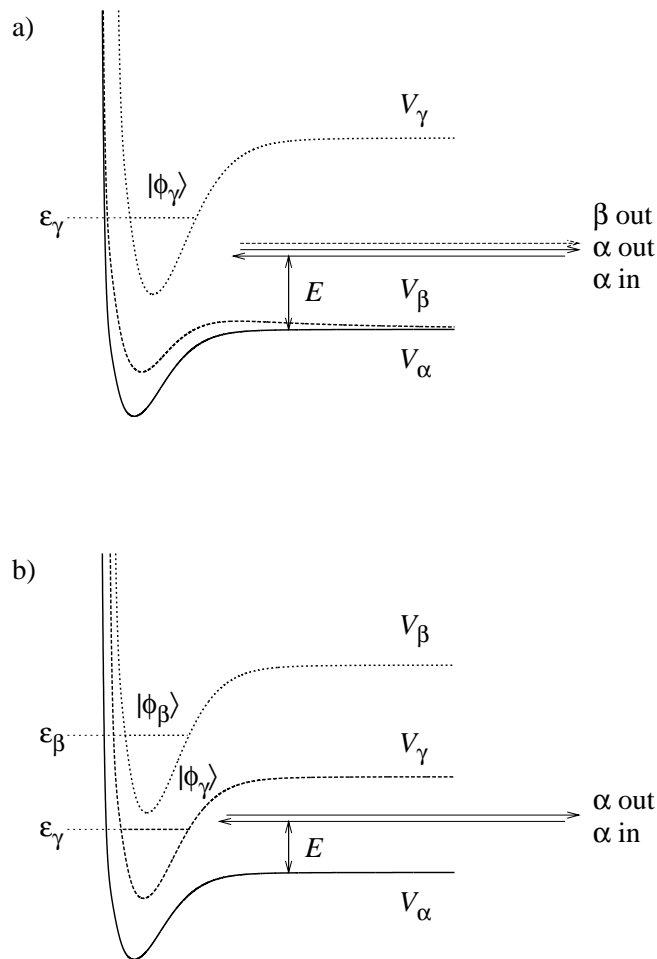 a)
V_γ
|ϕ_γ⟩
ε_γ
β out
α out
E
V_β
α in
V_α
b)
V_β
|ϕ_β⟩
ε_β
V_γ
|ϕ_γ⟩
α out
ε_γ
α in
E
V_α